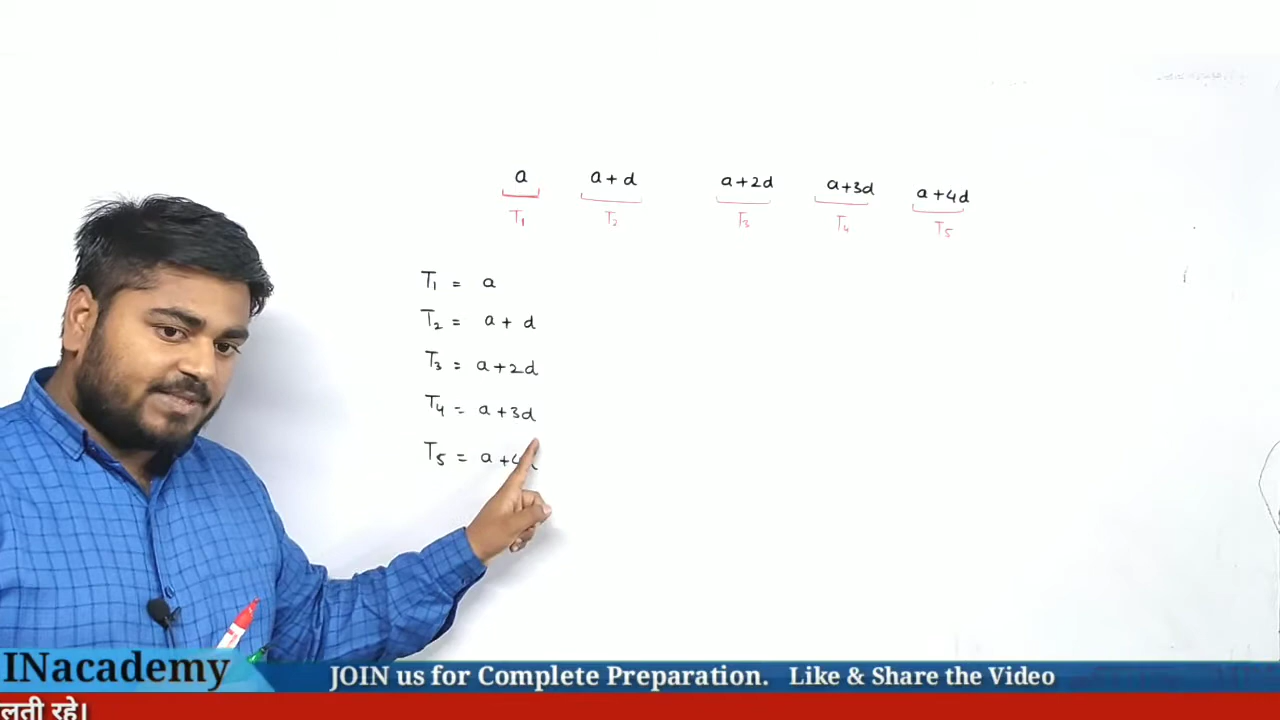 a a+d a+2d a+3d a+4d
T₁ T₂ T₃ T₄ T₅
T₁ = a
T₂ = a + d
T₃ = a+2d
T₄ = a+3d
T₅ = a+4d
INacademy JOIN us for Complete Preparation. Like & Share the Video
लती रहे।